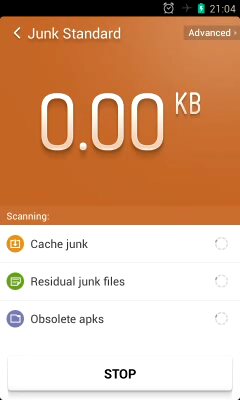 21:04
Junk Standard
Advanced
0.00 KB
Scanning:
Cache junk
Residual junk files
Obsolete apks
STOP